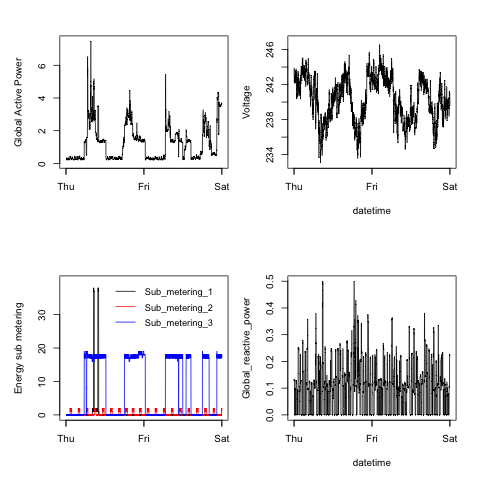 Global Active Power
0 2 4 6
Thu Fri Sat
Voltage
234 238 242 246
Thu Fri Sat
datetime
Energy sub metering
0 10 20 30
Sub_metering_1
Sub_metering_2
Sub_metering_3
Thu Fri Sat
Global_reactive_power
0.0 0.1 0.2 0.3 0.4 0.5
Thu Fri Sat
datetime